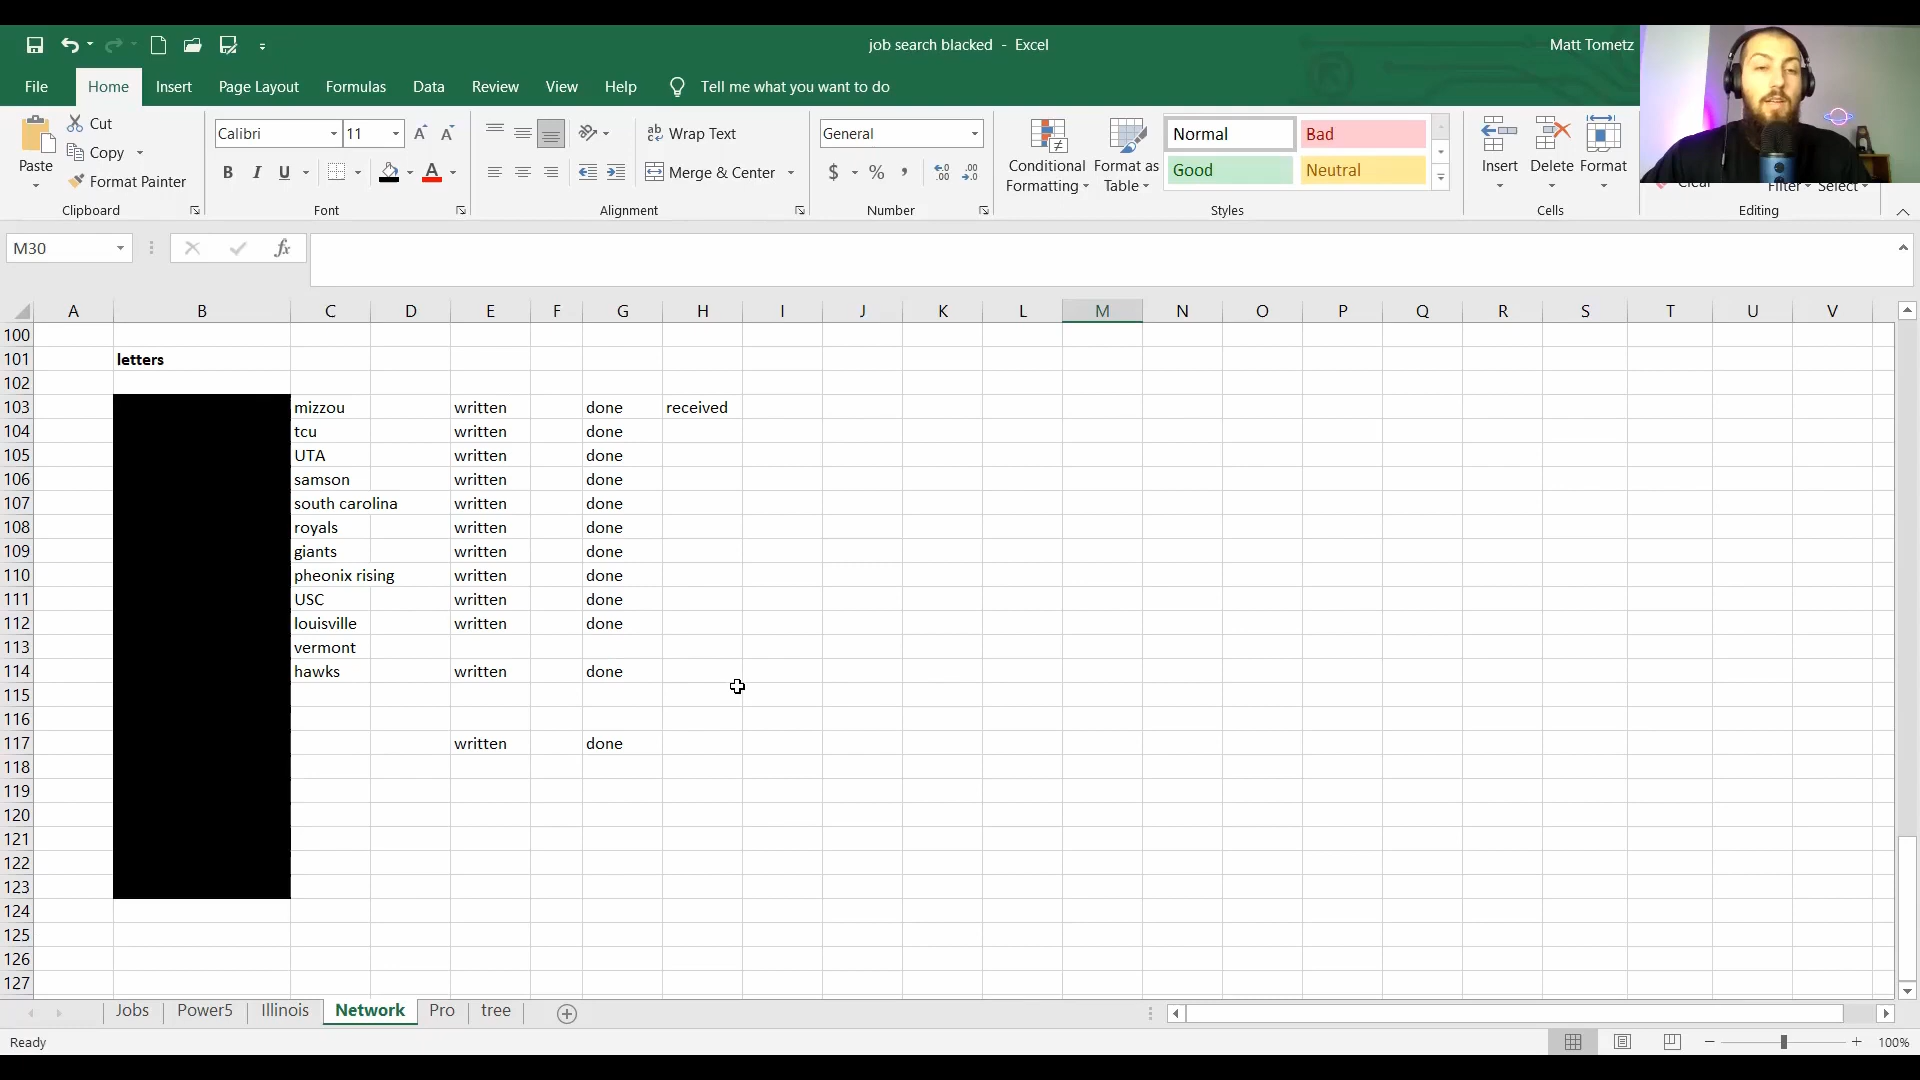 job search blacked - Excel
Matt Tometz
File Home Insert Page Layout Formulas Data Review View Help Tell me what you want to do
Paste
Cut
Copy
Format Painter
Clipboard
Calibri 11
B I U
Font
Wrap Text
Merge & Center
Alignment
General
$ % ,
Number
Conditional Formatting
Format as Table
Normal Bad
Good Neutral
Styles
Insert Delete Format
Cells
Clear Filter Select
Editing
M30
fx
A B C D E F G H I J K L M N O P Q R S T U V
100
101 letters
102
103 mizzou written done received
104 tcu written done
105 UTA written done
106 samson written done
107 south carolina written done
108 royals written done
109 giants written done
110 pheonix rising written done
111 USC written done
112 louisville written done
113 vermont
114 hawks written done
115
116
117 written done
118
119
120
121
122
123
124
125
126
127
Jobs Power5 Illinois Network Pro tree
Ready
100%